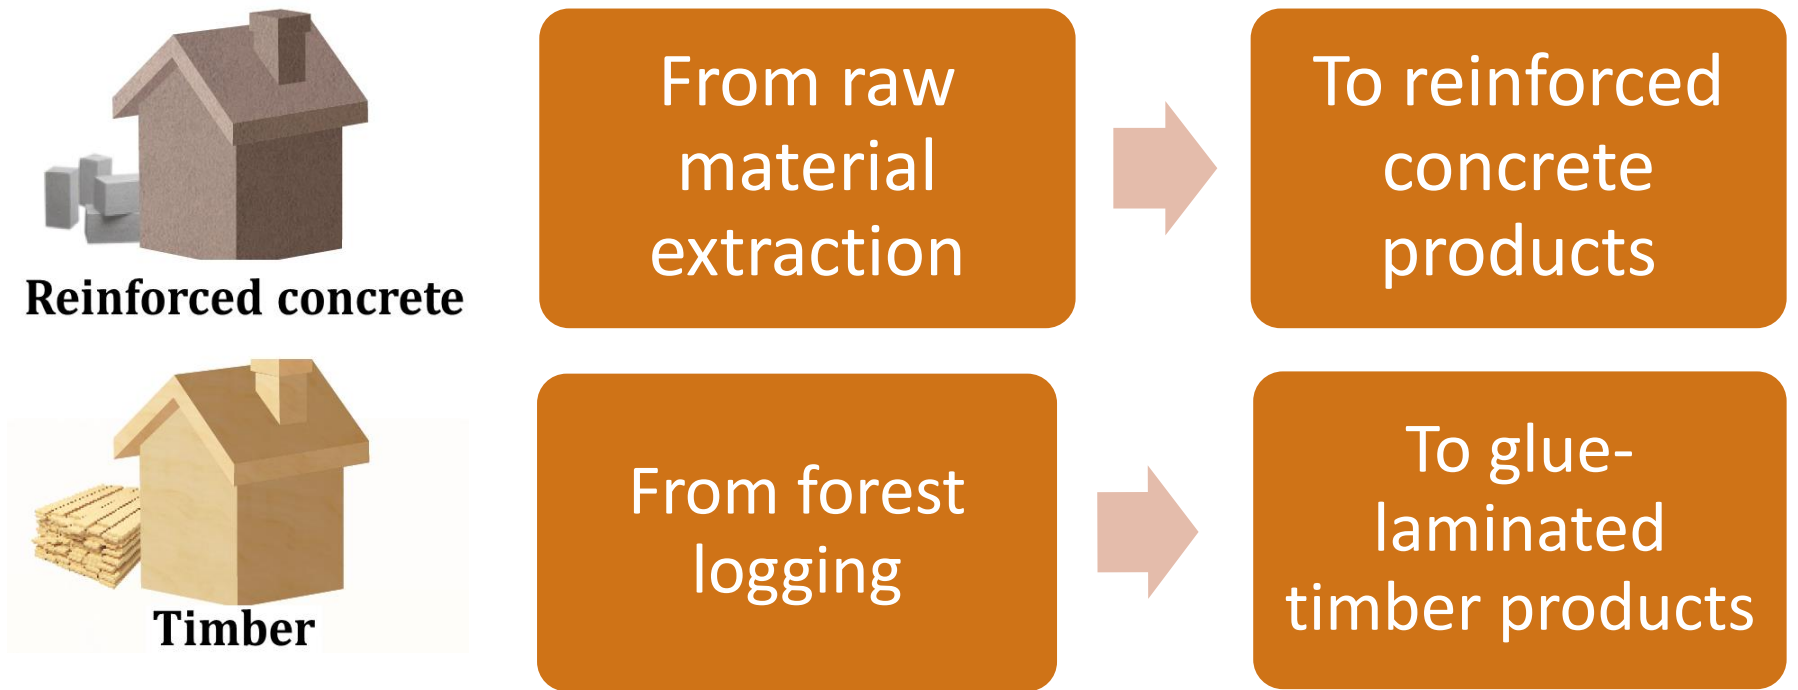 Reinforced concrete
From raw
material
extraction
To reinforced
concrete
products
Timber
From forest
logging
To glue-
laminated
timber products